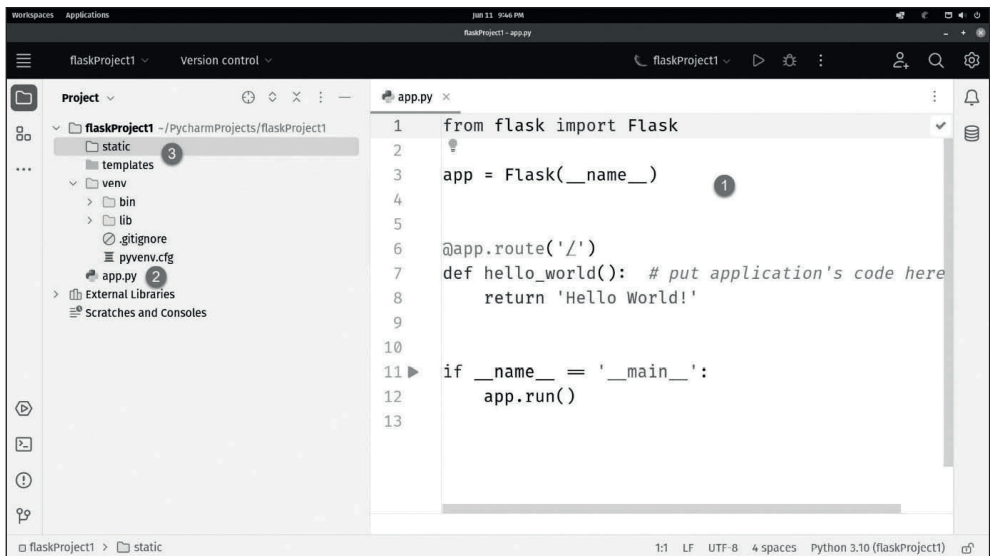 Workspaces Applications
Jun 11 9:46 PM
flaskProject1 – app.py
flaskProject1
Version control
flaskProject1
Project
app.py
flaskProject1 ~/PycharmProjects/flaskProject1
static
3
templates
venv
bin
lib
.gitignore
pyvenv.cfg
app.py
2
External Libraries
Scratches and Consoles
1 from flask import Flask
2
3 app = Flask(__name__)
1
4
5
6 @app.route('/')
7 def hello_world():  # put application's code here
8     return 'Hello World!'
9
10
11 if __name__ == '__main__':
12     app.run()
13
flaskProject1 > static
1:1 LF UTF-8 4 spaces Python 3.10 (flaskProject1)